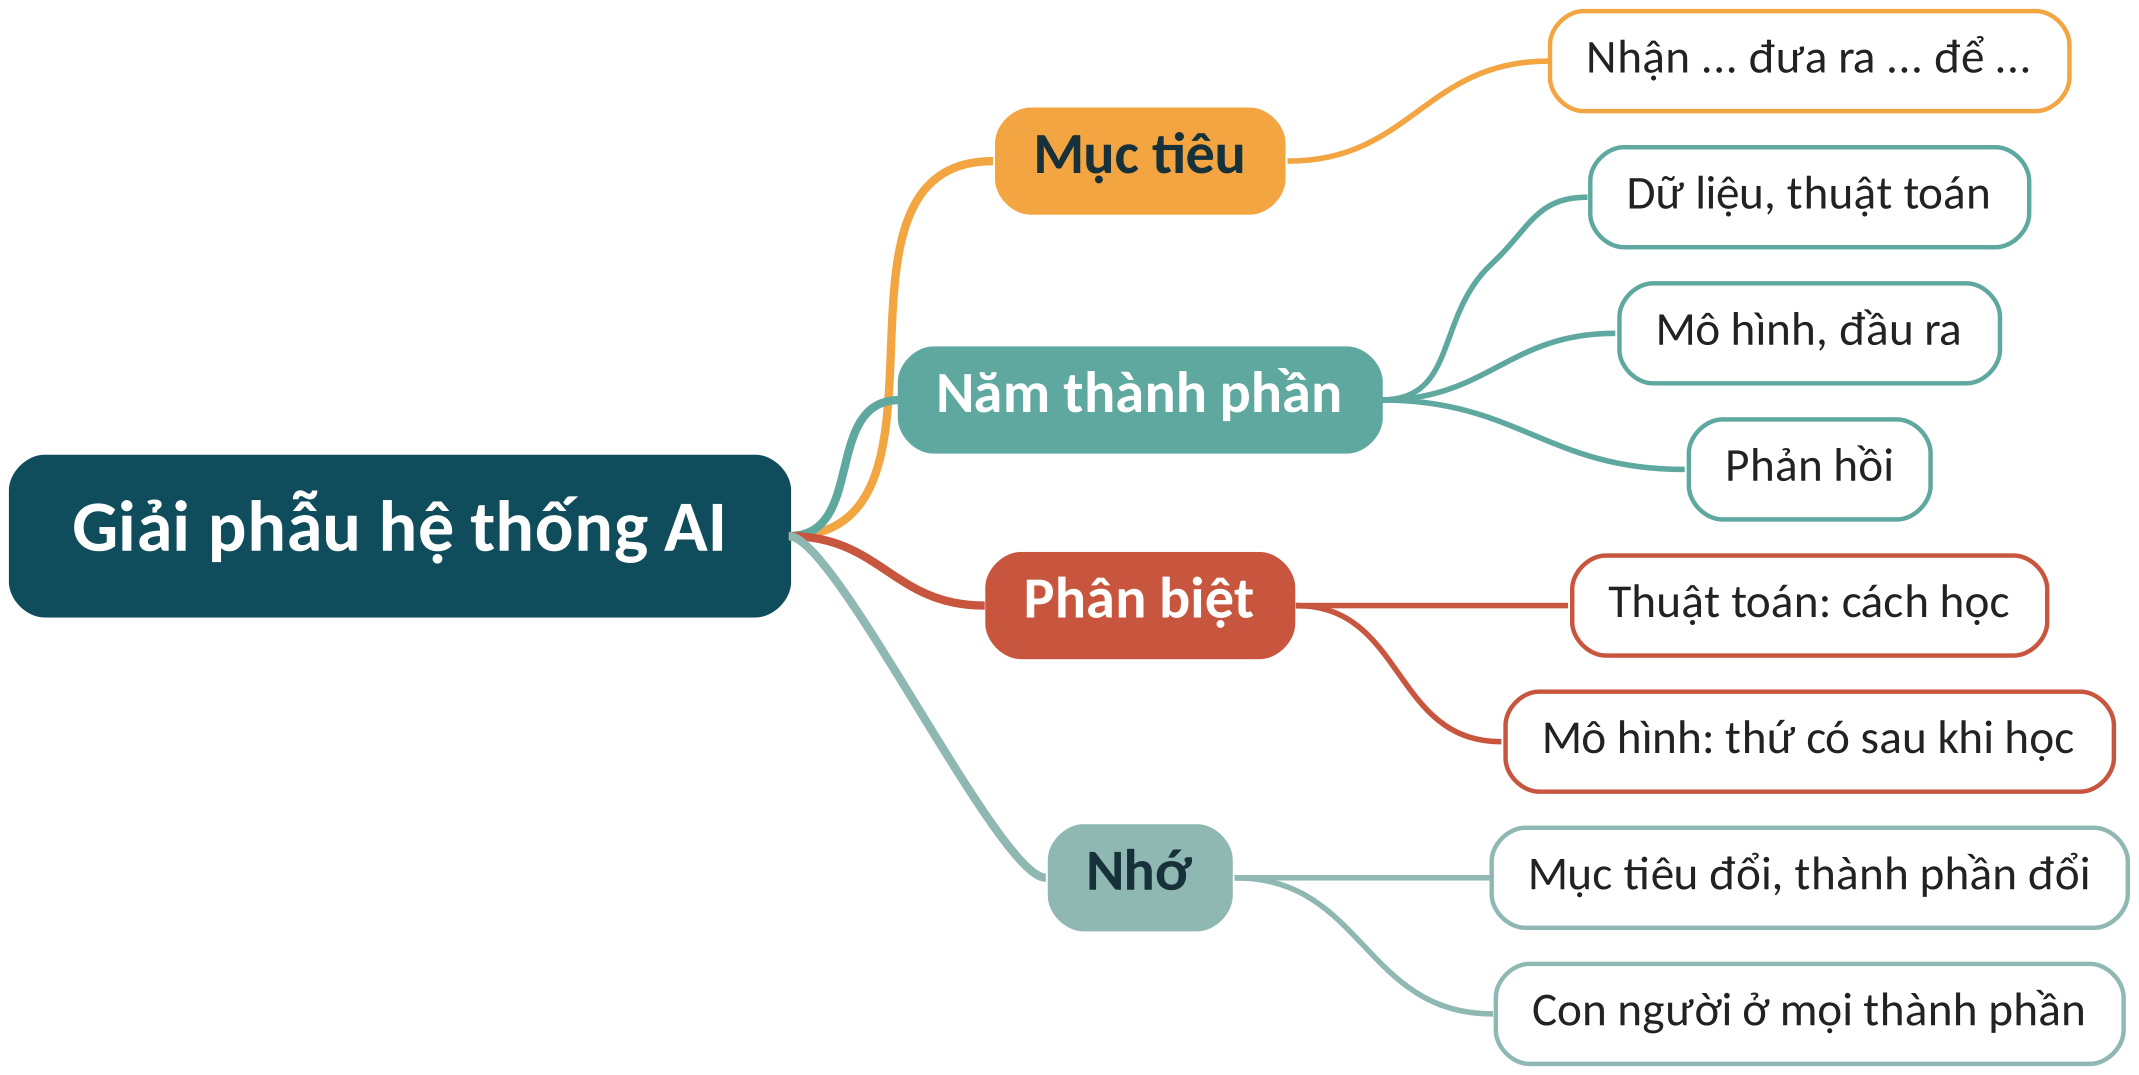 Giải phẫu hệ thống AI
Mục tiêu
Nhận ... đưa ra ... để ...
Năm thành phần
Dữ liệu, thuật toán
Mô hình, đầu ra
Phản hồi
Phân biệt
Thuật toán: cách học
Mô hình: thứ có sau khi học
Nhớ
Mục tiêu đổi, thành phần đổi
Con người ở mọi thành phần